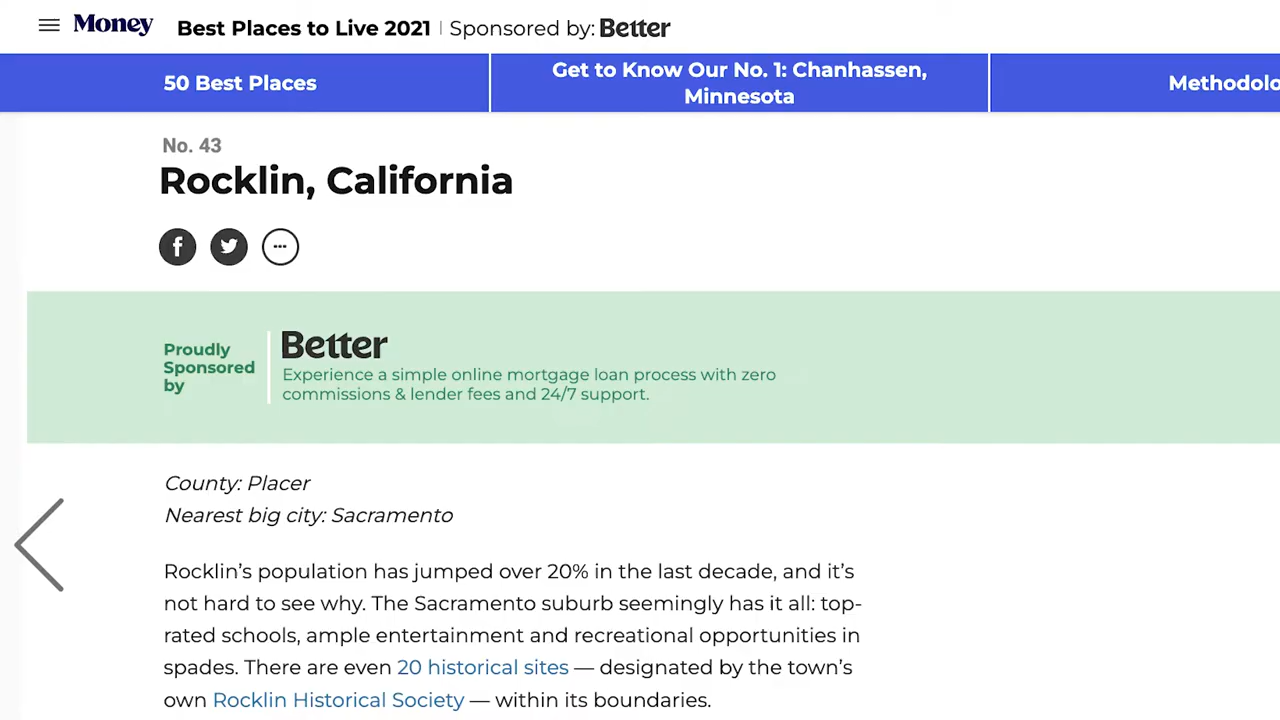 Money Best Places to Live 2021 | Sponsored by: Better
50 Best Places
Get to Know Our No. 1: Chanhassen,
Minnesota
Methodolo
No. 43
Rocklin, California
Proudly
Sponsored
by
Better
Experience a simple online mortgage loan process with zero
commissions & lender fees and 24/7 support.
County: Placer
Nearest big city: Sacramento
Rocklin’s population has jumped over 20% in the last decade, and it’s
not hard to see why. The Sacramento suburb seemingly has it all: top-
rated schools, ample entertainment and recreational opportunities in
spades. There are even 20 historical sites — designated by the town’s
own Rocklin Historical Society — within its boundaries.